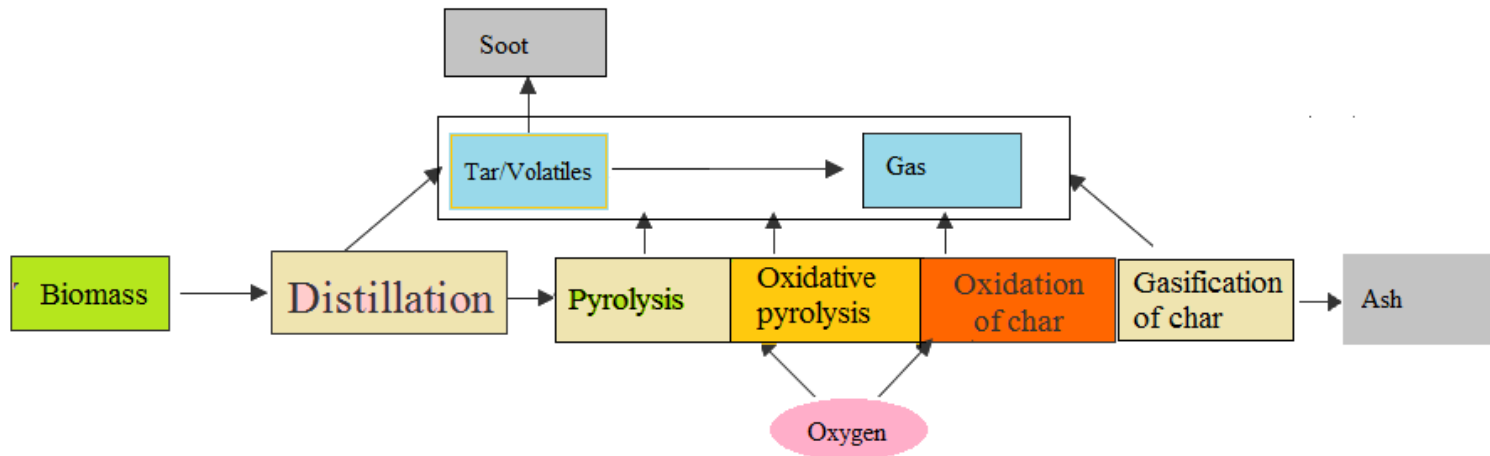 Soot
Tar/Volatiles
Gas
Biomass
Distillation
Pyrolysis
Oxidative
pyrolysis
Oxidation
of char
Gasification
of char
Ash
Oxygen